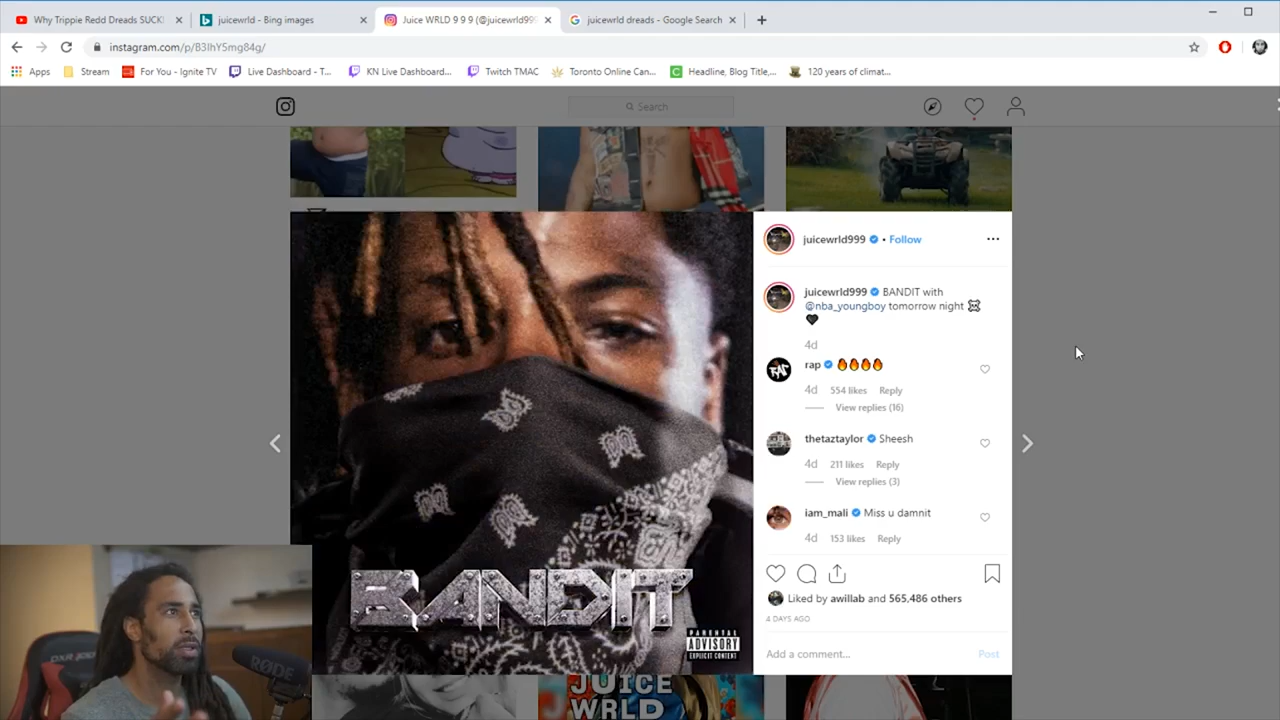 Why Trippie Redd Dreads SUCK!
juicewrld - Bing images
Juice WRLD 9 9 9 (@juicewrld999
juicewrld dreads - Google Search
instagram.com/p/B3IhY5mg84g/
Apps
Stream
For You - Ignite TV
Live Dashboard - T...
KN Live Dashboard...
Twitch TMAC
Toronto Online Can...
Headline, Blog Title,...
120 years of climat...
Search
juicewrld999 • Follow
juicewrld999 BANDIT with
@nba_youngboy tomorrow night
4d
rap
4d 554 likes Reply
View replies (16)
thetaztaylor Sheesh
4d 211 likes Reply
View replies (3)
iam_mali Miss u damnit
4d 153 likes Reply
Liked by awillab and 565,486 others
4 DAYS AGO
Add a comment... Post
BANDIT
PARENTAL
ADVISORY
EXPLICIT CONTENT
JUICE
WRLD
RØDE